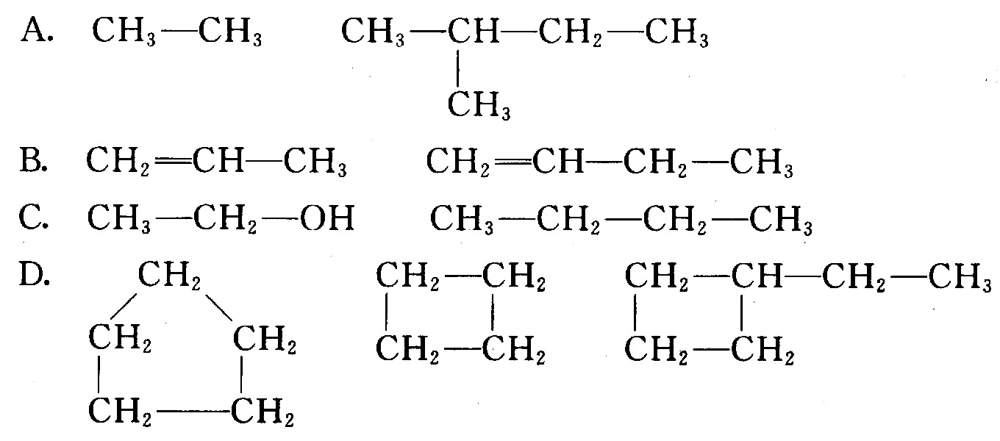 A. CH₃—CH₃ CH₃—CH—CH₂—CH₃
CH₃
B. CH₂=CH—CH₃ CH₂=CH—CH₂—CH₃
C. CH₃—CH₂—OH CH₃—CH₂—CH₂—CH₃
D. CH₂ CH₂—CH₂ CH₂—CH—CH₂—CH₃
CH₂ CH₂ CH₂—CH₂ CH₂—CH₂
CH₂—CH₂